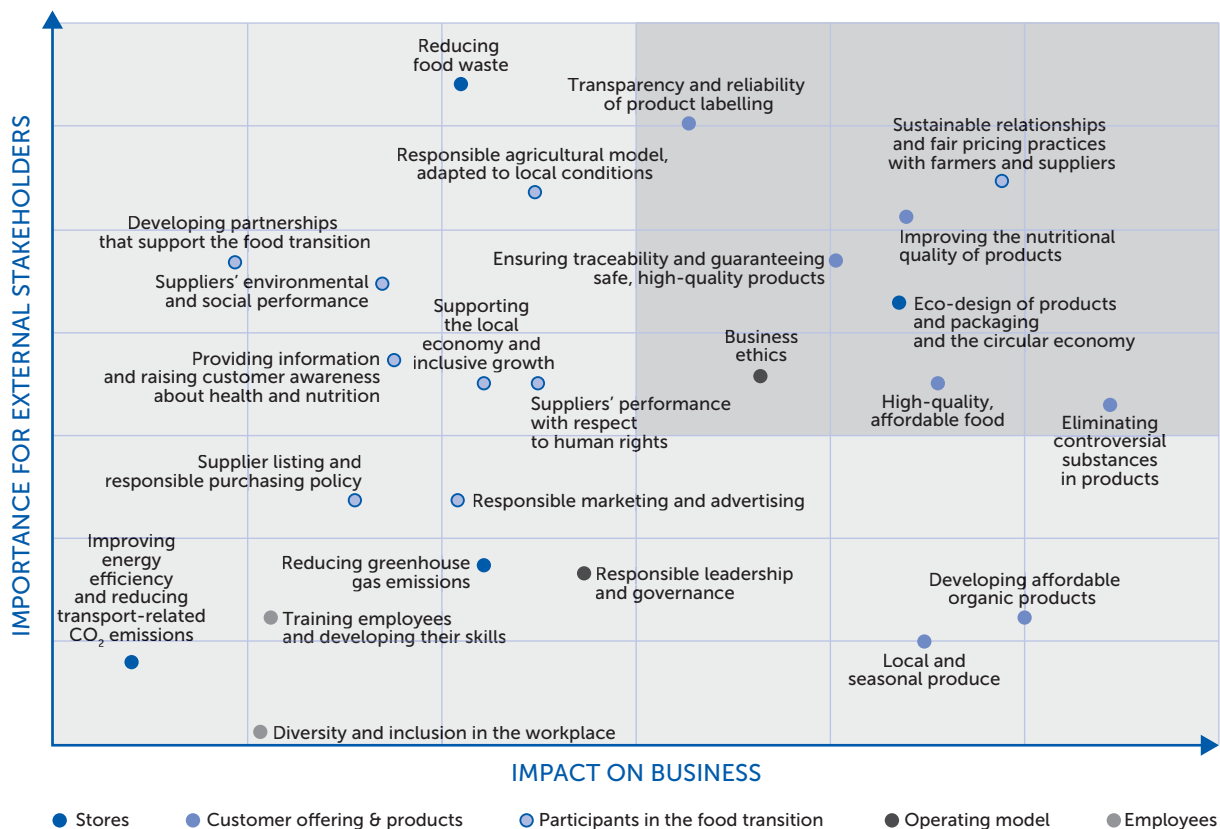 IMPORTANCE FOR EXTERNAL STAKEHOLDERS
Reducing
food waste
Transparency and reliability
of product labelling
Sustainable relationships
and fair pricing practices
with farmers and suppliers
Responsible agricultural model,
adapted to local conditions
Developing partnerships
that support the food transition
Improving the nutritional
quality of products
Ensuring traceability and guaranteeing
safe, high-quality products
Suppliers’ environmental
and social performance
Eco-design of products
and packaging
and the circular economy
Supporting
the local
economy and
inclusive growth
Business
ethics
Providing information
and raising customer awareness
about health and nutrition
Suppliers’ performance
with respect
to human rights
High-quality,
affordable food
Eliminating
controversial
substances
in products
Supplier listing and
responsible purchasing policy
Responsible marketing and advertising
Improving
energy
efficiency
and reducing
transport-related
CO₂ emissions
Reducing greenhouse
gas emissions
Responsible leadership
and governance
Developing affordable
organic products
Training employees
and developing their skills
Local and
seasonal produce
Diversity and inclusion in the workplace
IMPACT ON BUSINESS
Stores
Customer offering & products
Participants in the food transition
Operating model
Employees